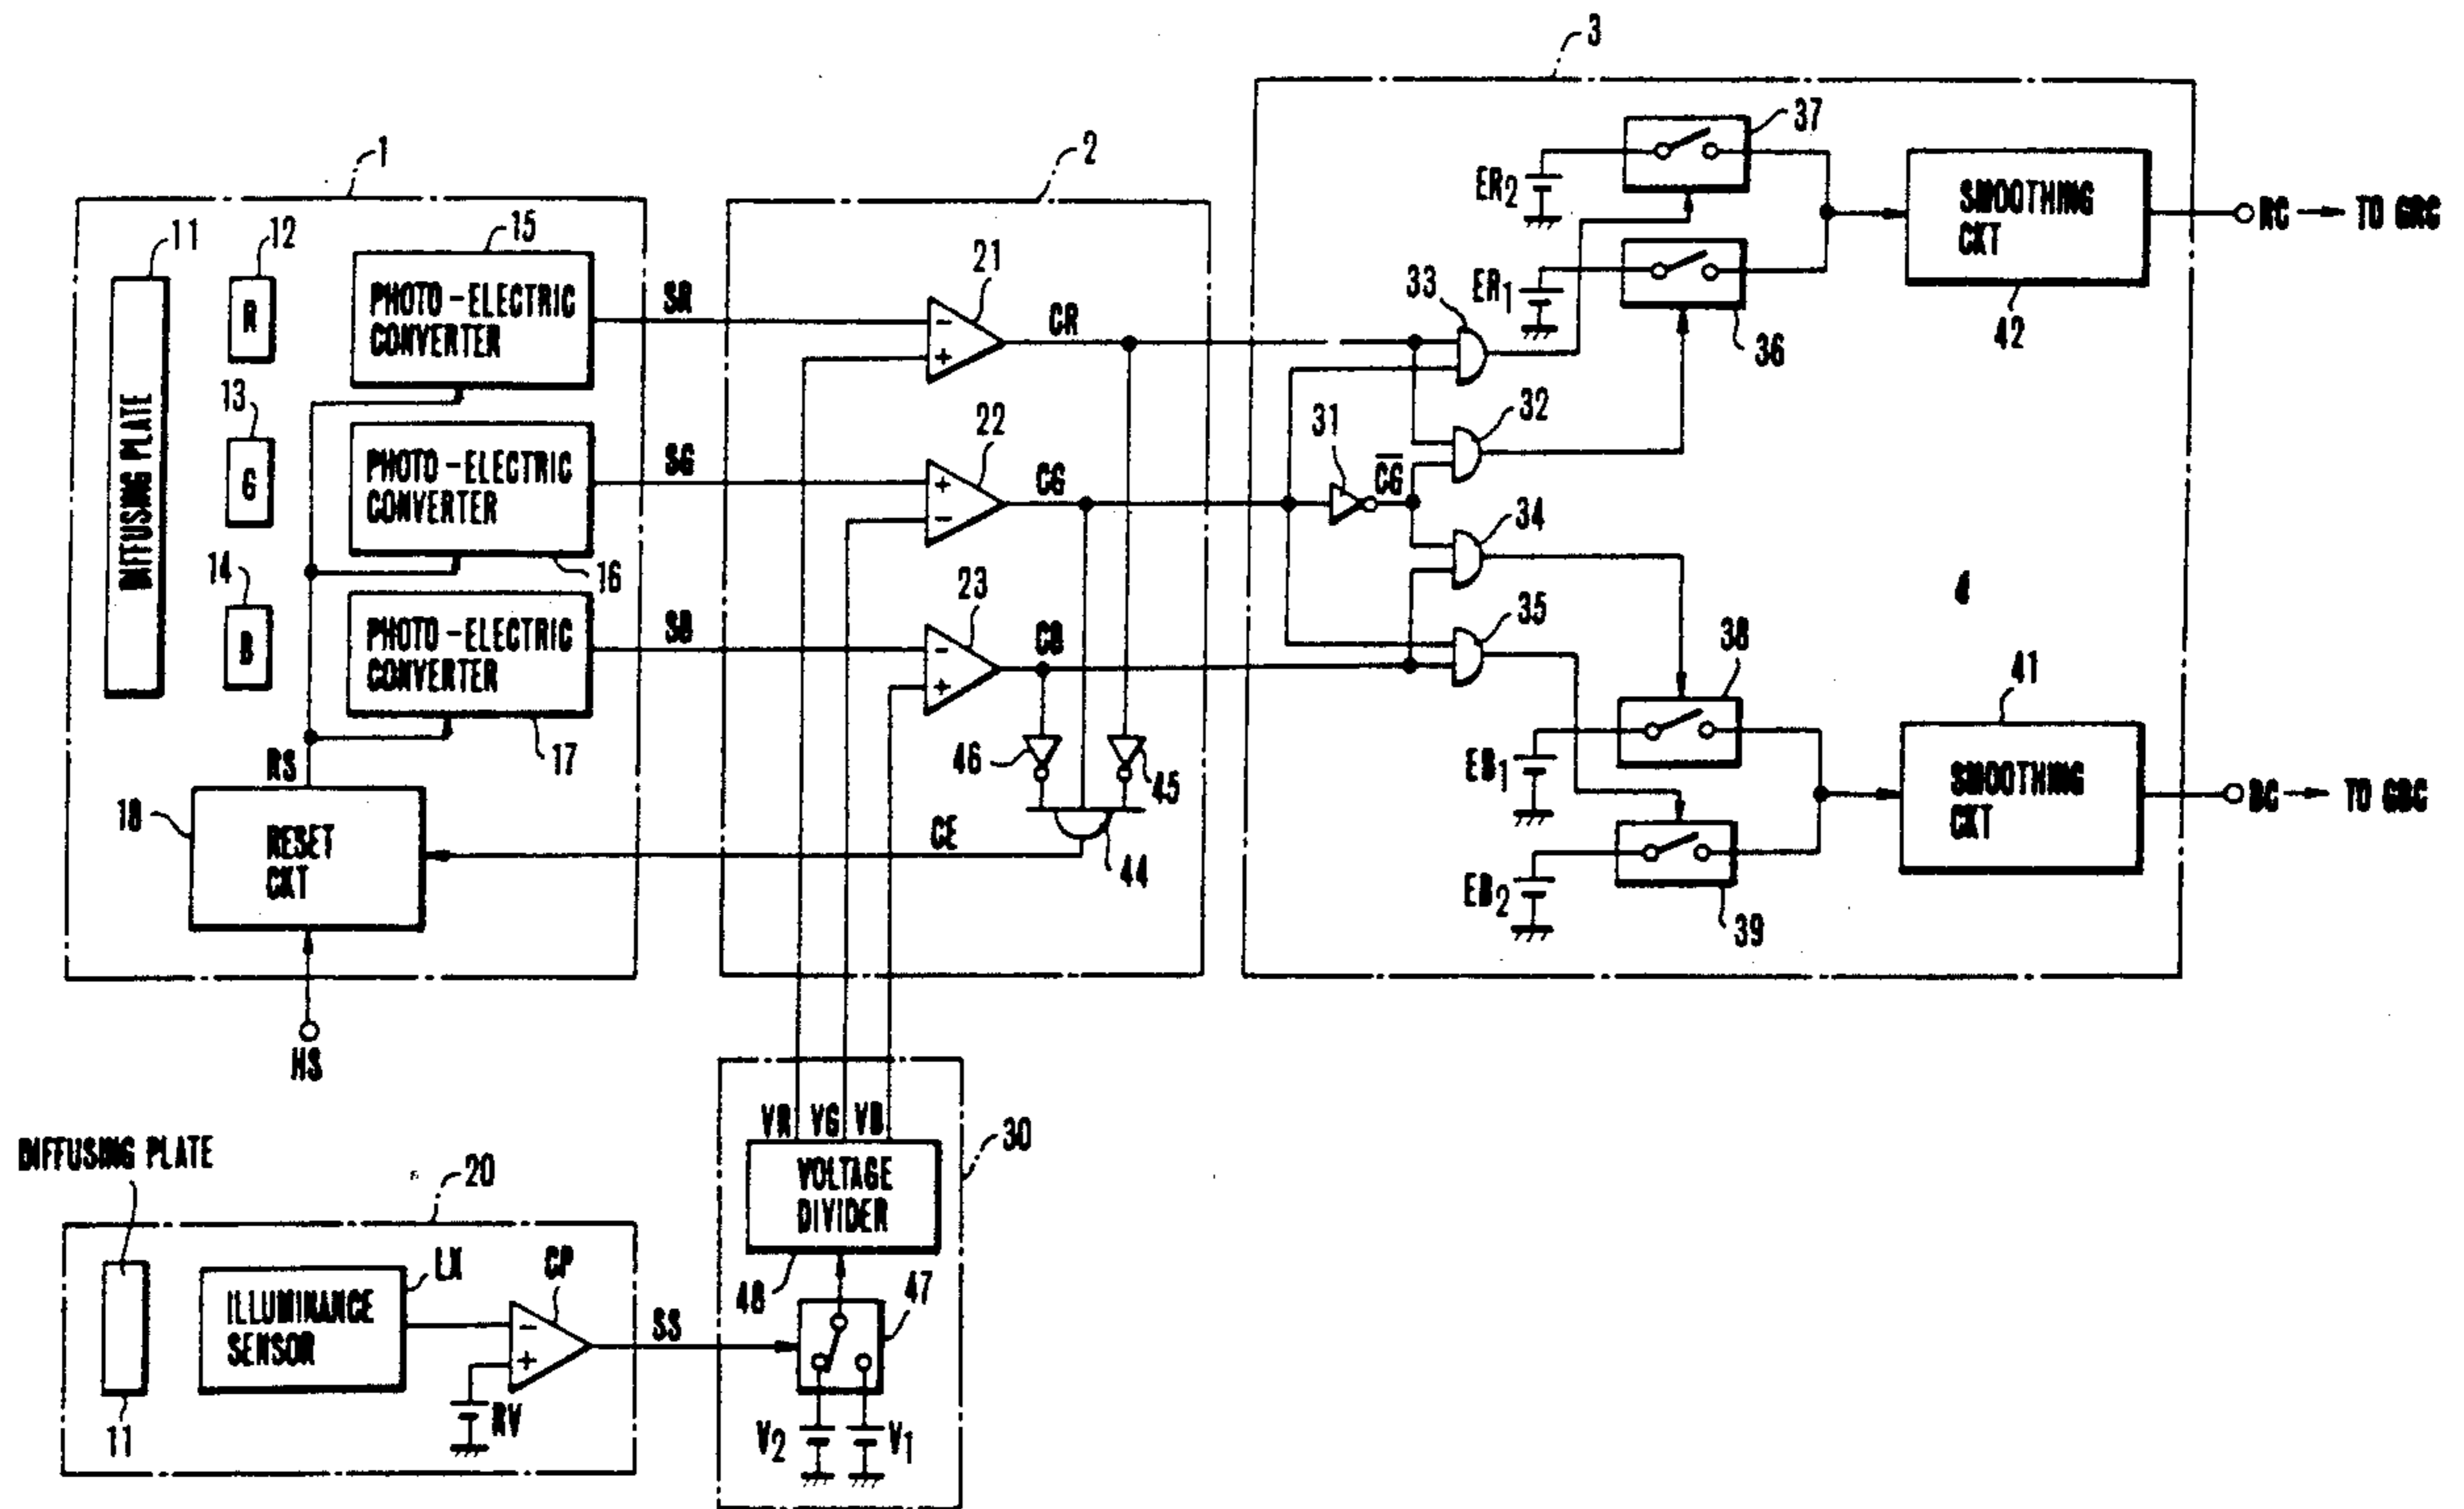 3
1
2
37
ER2
SMOOTHING
CKT
RC → TO GRC
42
11
12
15
R
PHOTO-ELECTRIC
CONVERTER
SR
21
CR
33
ER1
36
DIFFUSING PLATE
13
G
PHOTO-ELECTRIC
CONVERTER
16
SG
22
CG
31
C̅G̅
32
34
14
B
PHOTO-ELECTRIC
CONVERTER
17
SB
23
CB
35
4
38
41
EB1
SMOOTHING
CKT
BC → TO GBC
EB2
39
RS
18
RESET
CKT
46
45
CE
44
HS
VR VG VB
30
VOLTAGE
DIVIDER
48
47
DIFFUSING PLATE
20
LX
CP
ILLUMINANCE
SENSOR
SS
11
RV
V2
V1